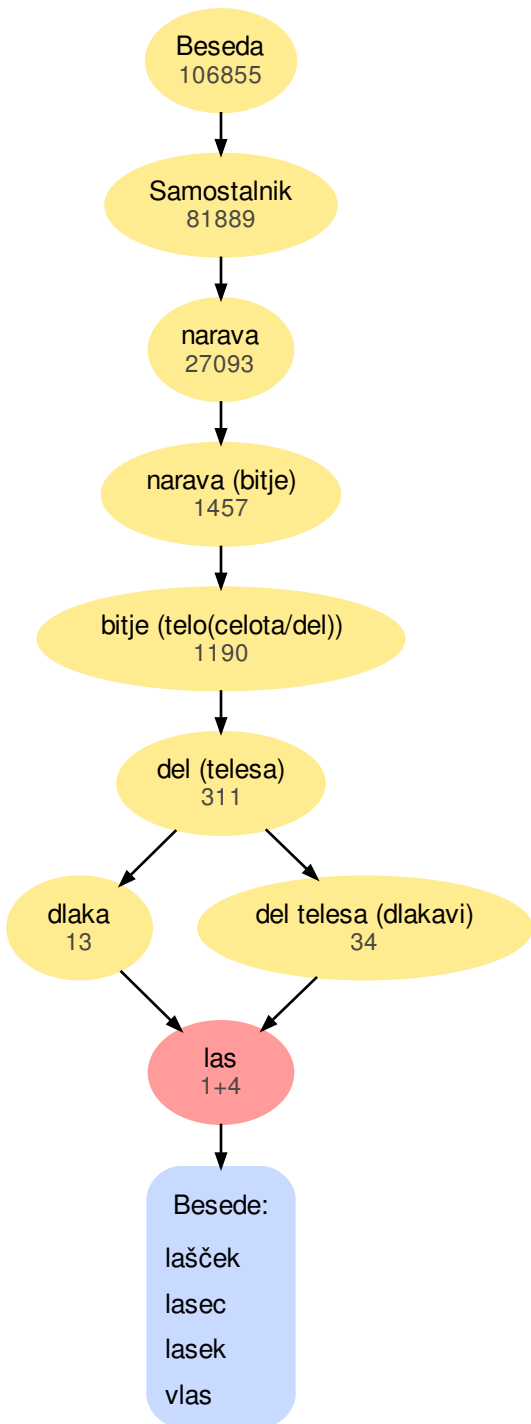 Beseda
106855
Samostalnik
81889
narava
27093
narava (bitje)
1457
bitje (telo(celota/del))
1190
del (telesa)
311
dlaka
13
del telesa (dlakavi)
34
las
1+4
Besede:
lašček
lasec
lasek
vlas